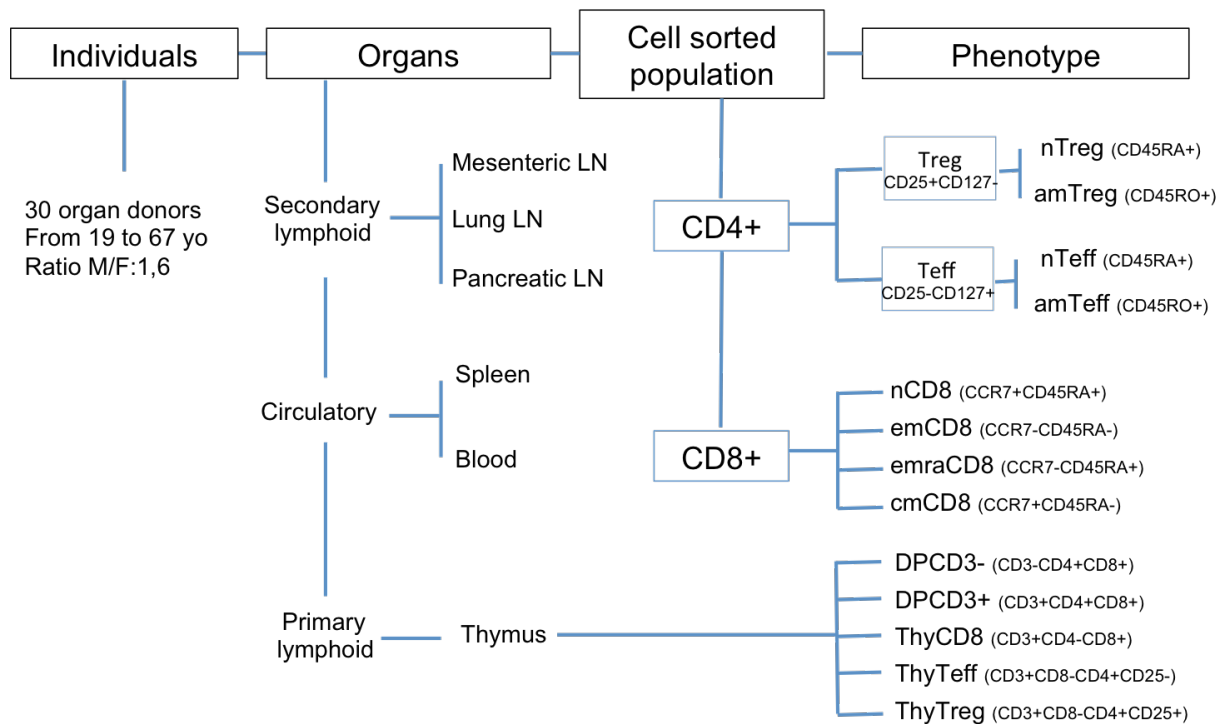 Individuals
Organs
Cell sorted
population
Phenotype
30 organ donors
From 19 to 67 yo
Ratio M/F:1,6
Secondary
lymphoid
Mesenteric LN
Lung LN
Pancreatic LN
Circulatory
Spleen
Blood
Primary
lymphoid
Thymus
CD4+
Treg
CD25+CD127-
nTreg (CD45RA+)
amTreg (CD45RO+)
Teff
CD25-CD127+
nTeff (CD45RA+)
amTeff (CD45RO+)
CD8+
nCD8 (CCR7+CD45RA+)
emCD8 (CCR7-CD45RA-)
emraCD8 (CCR7-CD45RA+)
cmCD8 (CCR7+CD45RA-)
DPCD3- (CD3-CD4+CD8+)
DPCD3+ (CD3+CD4+CD8+)
ThyCD8 (CD3+CD4-CD8+)
ThyTeff (CD3+CD8-CD4+CD25-)
ThyTreg (CD3+CD8-CD4+CD25+)